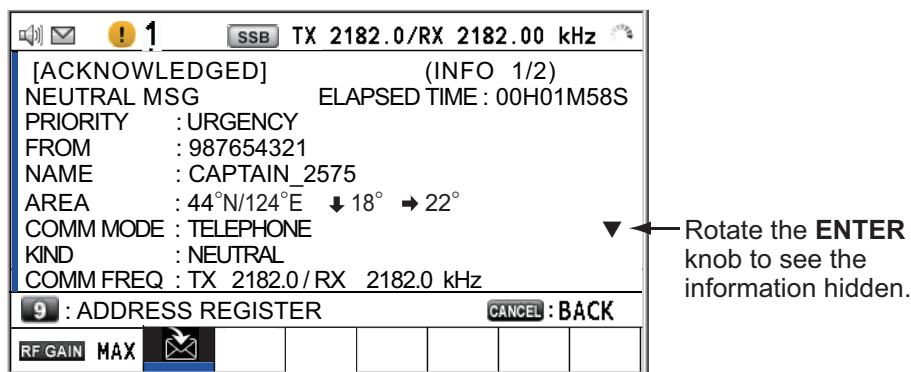 ! 1 SSB TX 2182.0/RX 2182.00 kHz
[ACKNOWLEDGED] (INFO 1/2)
NEUTRAL MSG ELAPSED TIME : 00H01M58S
PRIORITY : URGENCY
FROM : 987654321
NAME : CAPTAIN_2575
AREA : 44°N/124°E ⬇18° ➡22°
COMM MODE : TELEPHONE ▼
KIND : NEUTRAL
COMM FREQ : TX 2182.0 / RX 2182.0 kHz
9 : ADDRESS REGISTER CANCEL : BACK
RF GAIN MAX
Rotate the ENTER
knob to see the
information hidden.